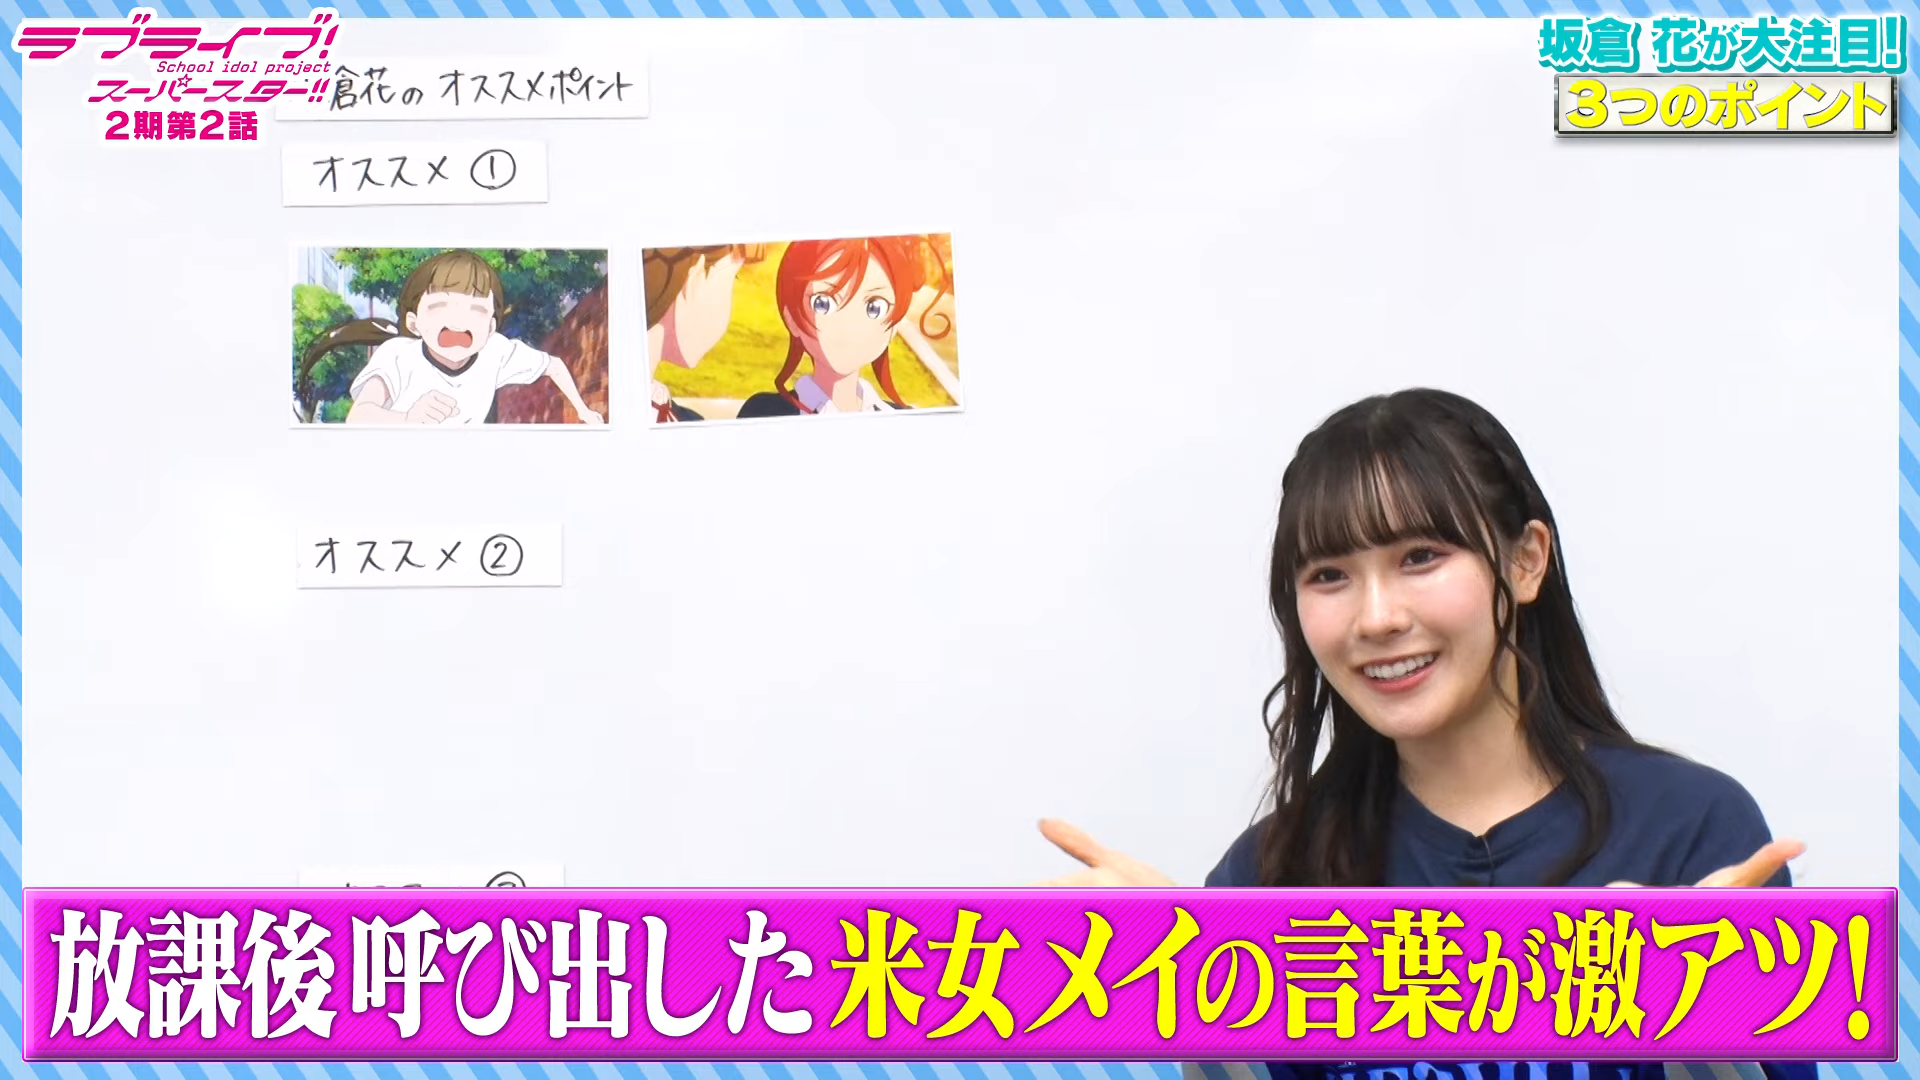 ラブライブ!
School idol project
スーパースター!!
2期第2話
坂倉 花が大注目!
3つのポイント
倉花のオススメポイント
オススメ①
オススメ②
放課後呼び出した米女メイの言葉が激アツ!